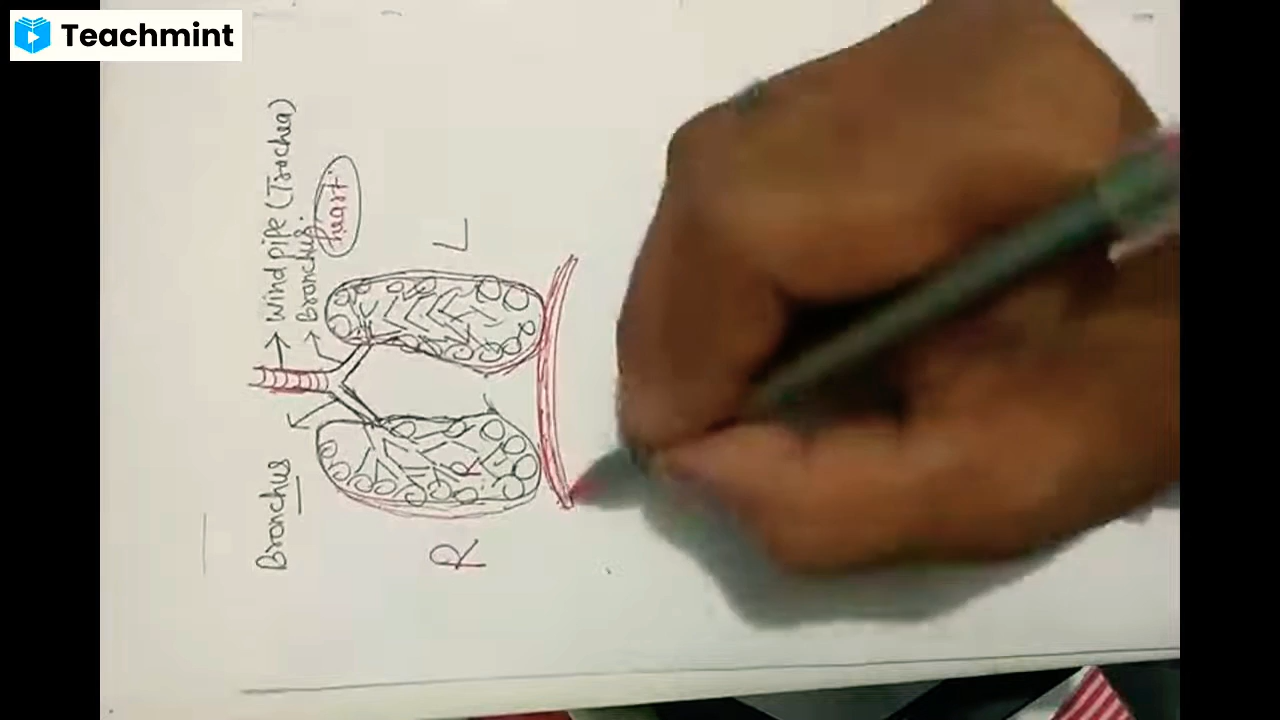 Teachmint
Wind pipe (Trachea)
Bronchus.
heart
L
R
R
Bronchus